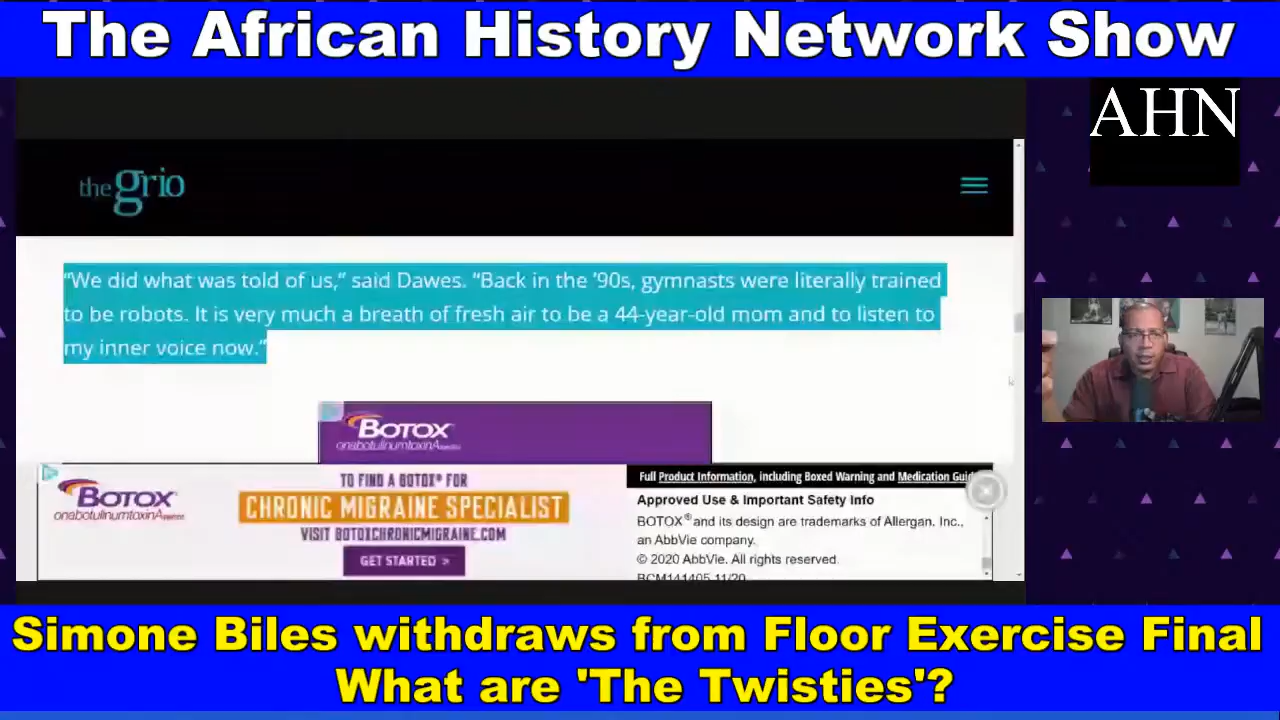 The African History Network Show
AHN
thegrio
“We did what was told of us,” said Dawes. “Back in the ’90s, gymnasts were literally trained
to be robots. It is very much a breath of fresh air to be a 44-year-old mom and to listen to
my inner voice now.”
BOTOX
onabotulinumtoxinA
BOTOX
onabotulinumtoxinA
TO FIND A BOTOX® FOR
CHRONIC MIGRAINE SPECIALIST
VISIT BOTOXCHRONICMIGRAINE.COM
GET STARTED >
Full Product Information, including Boxed Warning and Medication Guid
Approved Use & Important Safety Info
BOTOX® and its design are trademarks of Allergan, Inc.,
an AbbVie company.
© 2020 AbbVie. All rights reserved.
BCM141405 11/20
Simone Biles withdraws from Floor Exercise Final
What are 'The Twisties'?